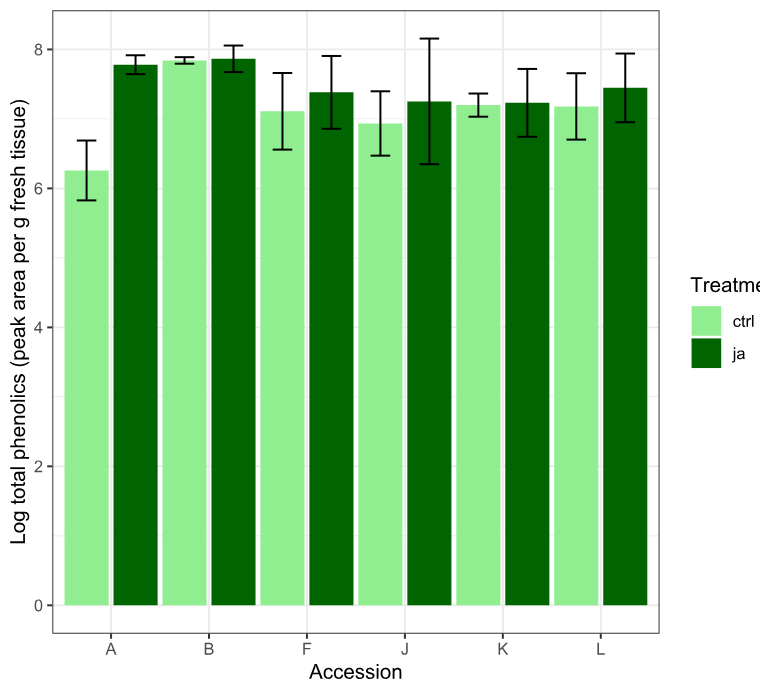 Log total phenolics (peak area per g fresh tissue)
8
6
4
2
0
A B F J K L
Accession
Treatme
ctrl
ja